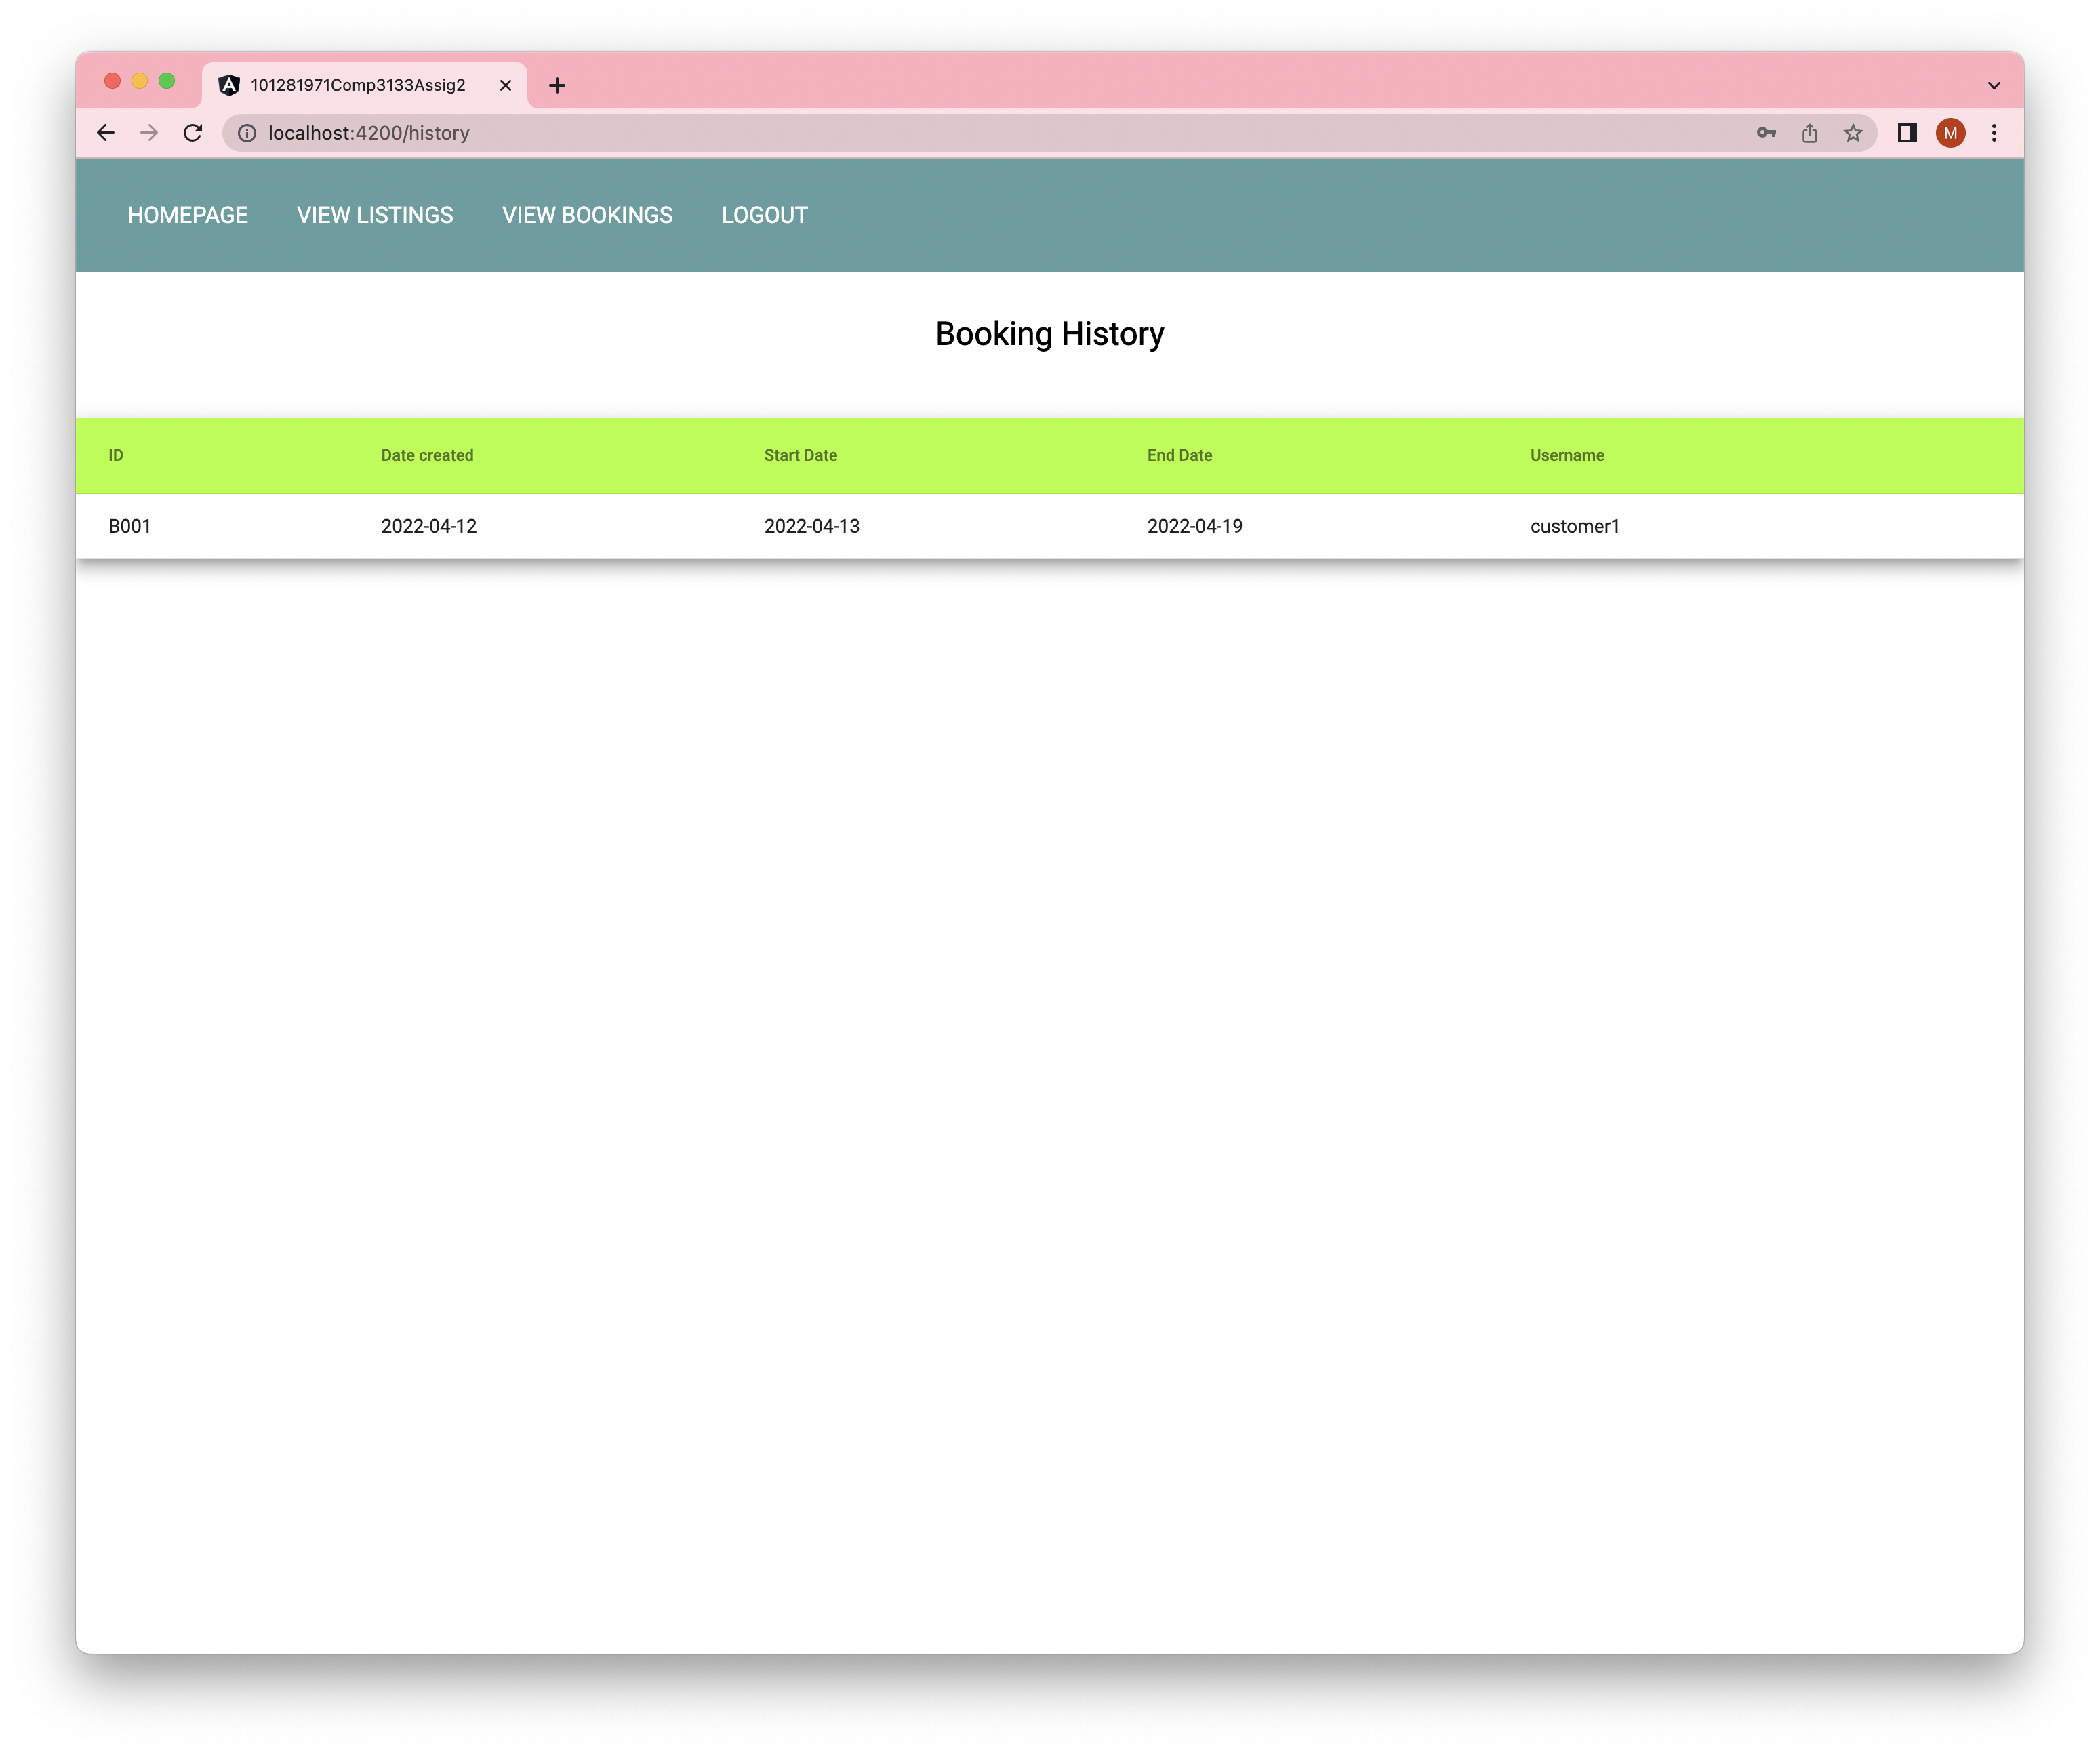 101281971Comp3133Assig2
localhost:4200/history
M
HOMEPAGE VIEW LISTINGS VIEW BOOKINGS LOGOUT
Booking History
ID Date created Start Date End Date Username
B001 2022-04-12 2022-04-13 2022-04-19 customer1